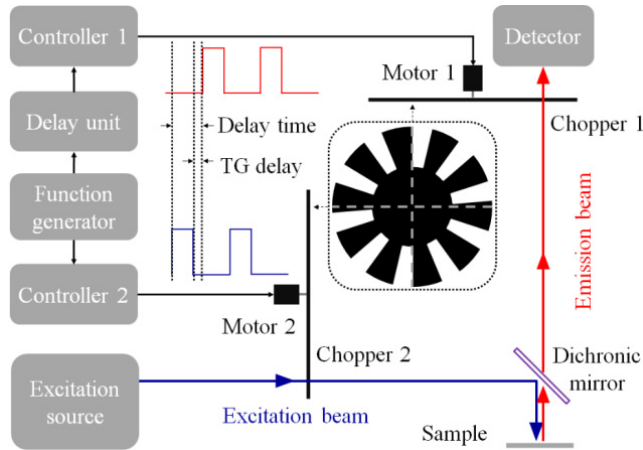 Controller 1
Detector
Motor 1
Chopper 1
Delay unit
Delay time
TG delay
Function
generator
Controller 2
Motor 2
Chopper 2
Emission beam
Dichronic
mirror
Excitation
source
Excitation beam
Sample